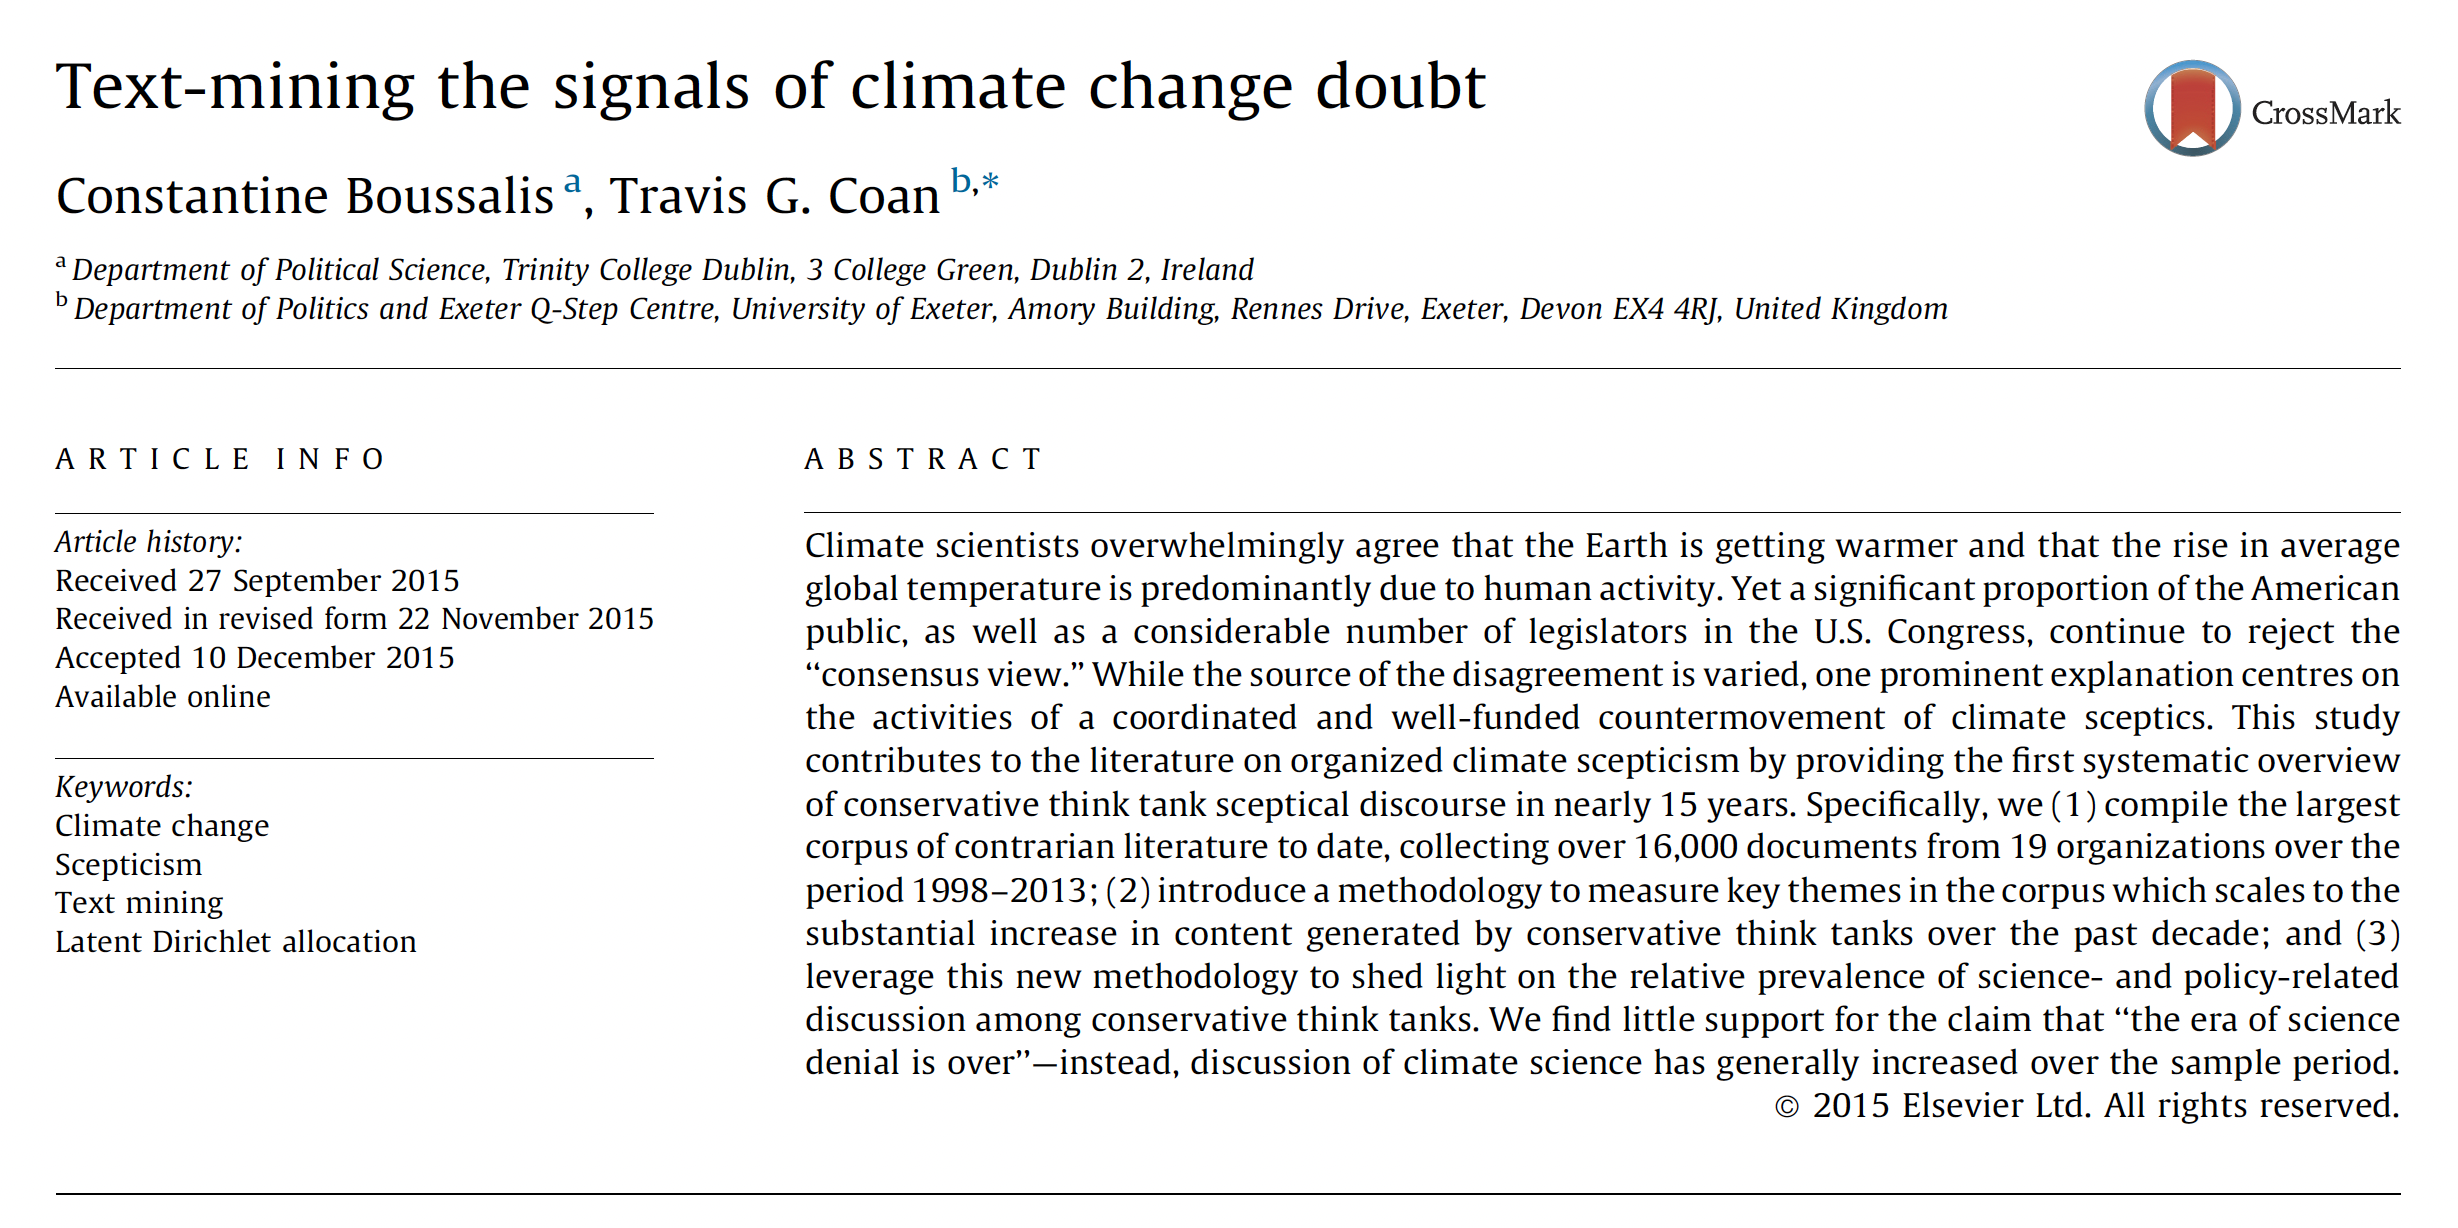 Text-mining the signals of climate change doubt
CrossMark
Constantine Boussalis a, Travis G. Coan b,*
a Department of Political Science, Trinity College Dublin, 3 College Green, Dublin 2, Ireland
b Department of Politics and Exeter Q-Step Centre, University of Exeter, Amory Building, Rennes Drive, Exeter, Devon EX4 4RJ, United Kingdom
ARTICLE INFO
Article history:
Received 27 September 2015
Received in revised form 22 November 2015
Accepted 10 December 2015
Available online
Keywords:
Climate change
Scepticism
Text mining
Latent Dirichlet allocation
ABSTRACT
Climate scientists overwhelmingly agree that the Earth is getting warmer and that the rise in average
global temperature is predominantly due to human activity. Yet a significant proportion of the American
public, as well as a considerable number of legislators in the U.S. Congress, continue to reject the
“consensus view.” While the source of the disagreement is varied, one prominent explanation centres on
the activities of a coordinated and well-funded countermovement of climate sceptics. This study
contributes to the literature on organized climate scepticism by providing the first systematic overview
of conservative think tank sceptical discourse in nearly 15 years. Specifically, we (1) compile the largest
corpus of contrarian literature to date, collecting over 16,000 documents from 19 organizations over the
period 1998–2013; (2) introduce a methodology to measure key themes in the corpus which scales to the
substantial increase in content generated by conservative think tanks over the past decade; and (3)
leverage this new methodology to shed light on the relative prevalence of science- and policy-related
discussion among conservative think tanks. We find little support for the claim that “the era of science
denial is over”—instead, discussion of climate science has generally increased over the sample period.
© 2015 Elsevier Ltd. All rights reserved.